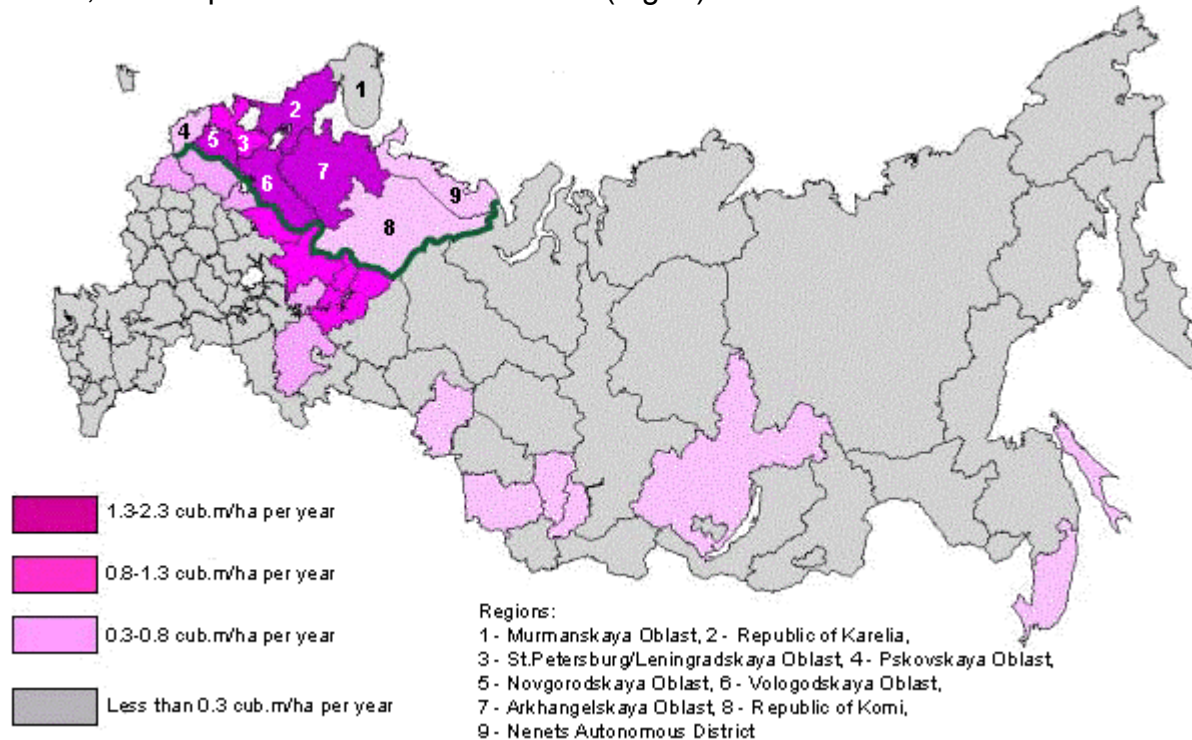 1
2
3
4
5
6
7
8
9
1.3-2.3 cub.m/ha per year
0.8-1.3 cub.m/ha per year
0.3-0.8 cub.m/ha per year
Less than 0.3 cub.m/ha per year
Regions:
1 - Murmanskaya Oblast, 2 - Republic of Karelia,
3 - St.Petersburg/Leningradskaya Oblast, 4 - Pskovskaya Oblast,
5 - Novgorodskaya Oblast, 6 - Vologodskaya Oblast,
7 - Arkhangelskaya Oblast, 8 - Republic of Komi,
9 - Nenets Autonomous District